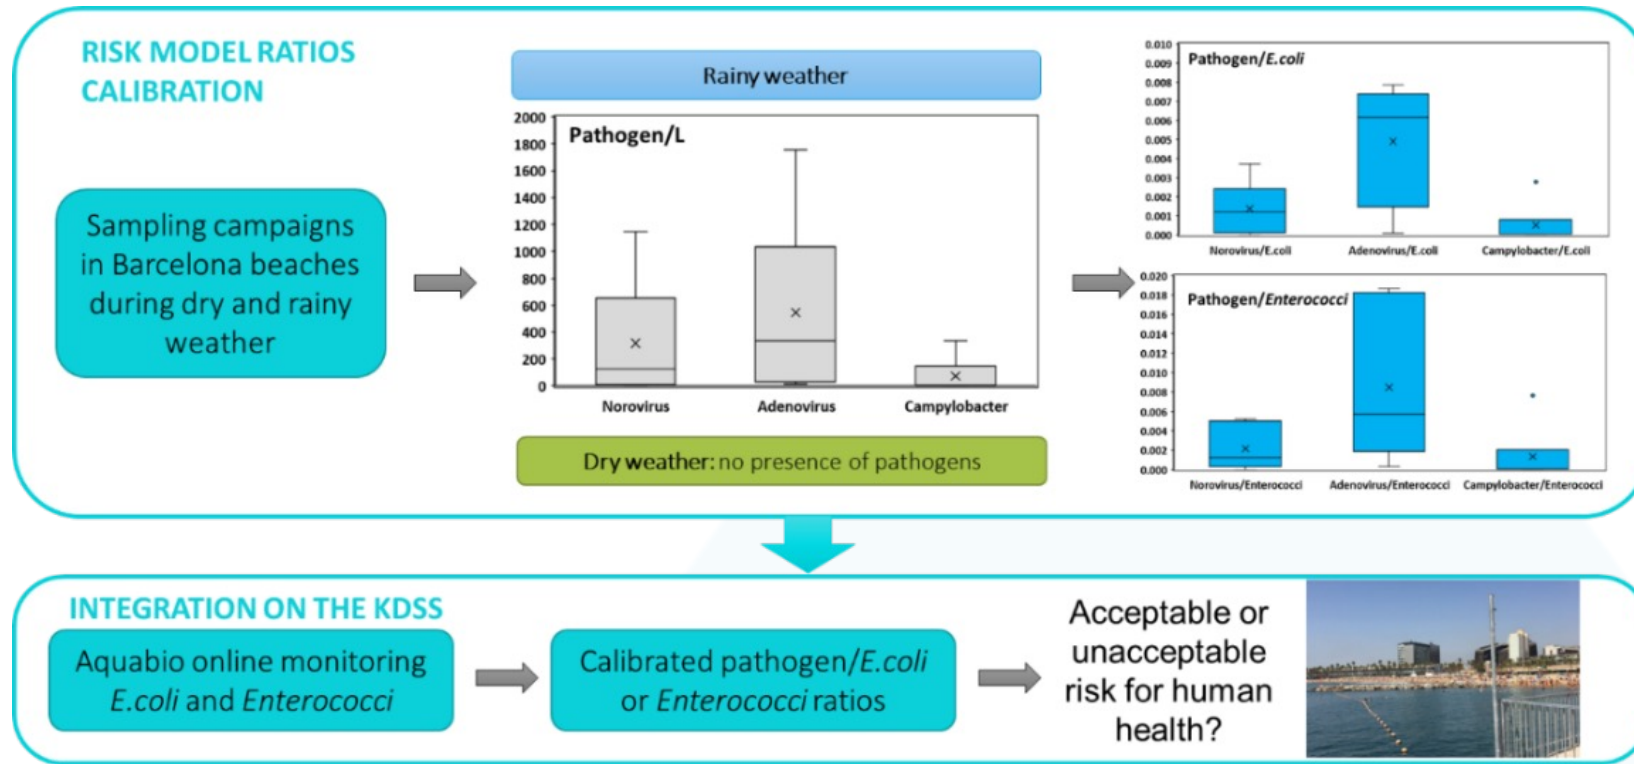 RISK MODEL RATIOS
CALIBRATION
Sampling campaigns
in Barcelona beaches
during dry and rainy
weather
Rainy weather
Pathogen/L
2000
1800
1600
1400
1200
1000
800
600
400
200
0
Norovirus
Adenovirus
Campylobacter
Dry weather: no presence of pathogens
Pathogen/E.coli
0.010
0.009
0.008
0.007
0.006
0.005
0.004
0.003
0.002
0.001
0.000
Norovirus/E.coli
Adenovirus/E.coli
Campylobacter/E.coli
Pathogen/Enterococci
0.020
0.018
0.016
0.014
0.012
0.010
0.008
0.006
0.004
0.002
0.000
Norovirus/Enterococci
Adenovirus/Enterococci
Campylobacter/Enterococci
INTEGRATION ON THE KDSS
Aquabio online monitoring
E.coli and Enterococci
Calibrated pathogen/E.coli
or Enterococci ratios
Acceptable or
unacceptable
risk for human
health?